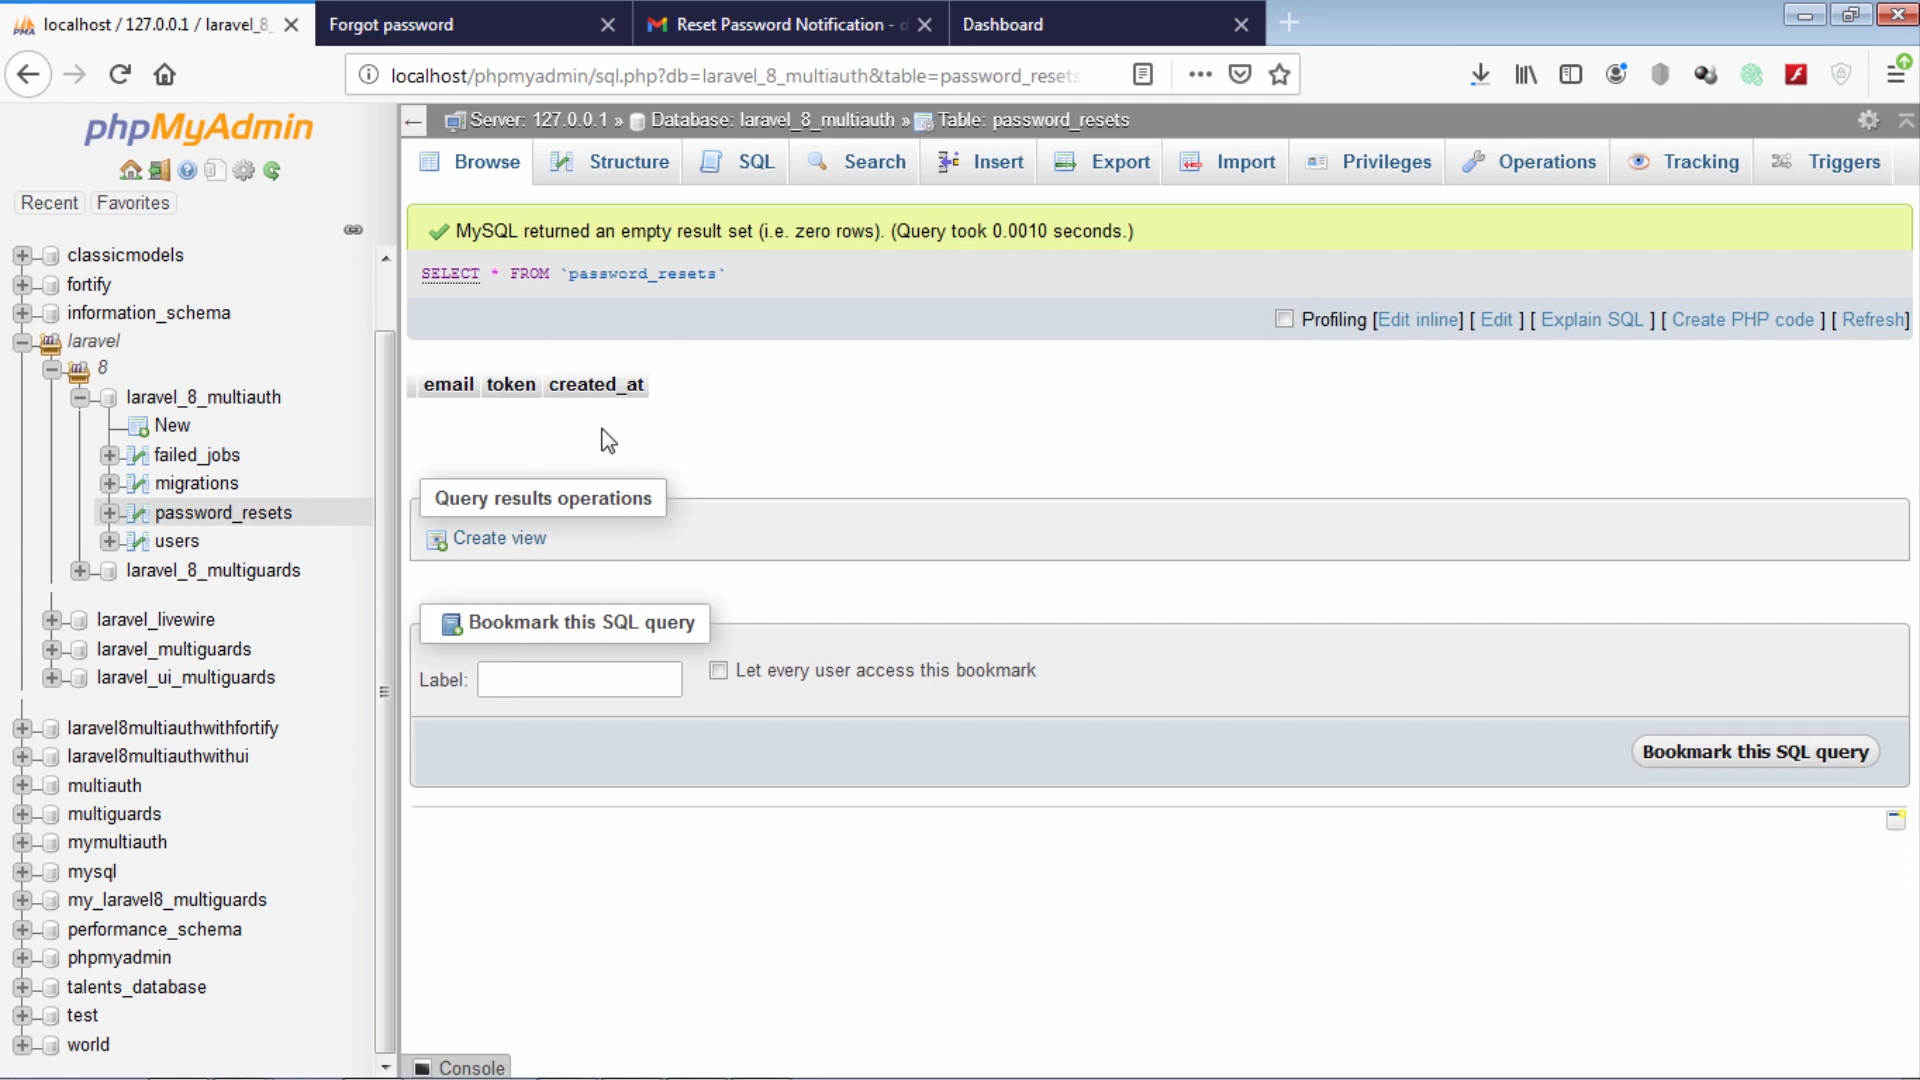 localhost / 127.0.0.1 / laravel_8_
Forgot password
Reset Password Notification - d
Dashboard
localhost/phpmyadmin/sql.php?db=laravel_8_multiauth&table=password_resets
phpMyAdmin
Recent
Favorites
classicmodels
fortify
information_schema
laravel
8
laravel_8_multiauth
New
failed_jobs
migrations
password_resets
users
laravel_8_multiguards
laravel_livewire
laravel_multiguards
laravel_ui_multiguards
laravel8multiauthwithfortify
laravel8multiauthwithui
multiauth
multiguards
mymultiauth
mysql
my_laravel8_multiguards
performance_schema
phpmyadmin
talents_database
test
world
Server: 127.0.0.1 » Database: laravel_8_multiauth » Table: password_resets
Browse Structure SQL Search Insert Export Import Privileges Operations Tracking Triggers
MySQL returned an empty result set (i.e. zero rows). (Query took 0.0010 seconds.)
SELECT * FROM `password_resets`
Profiling [Edit inline] [ Edit ] [ Explain SQL ] [ Create PHP code ] [ Refresh]
email token created_at
Query results operations
Create view
Bookmark this SQL query
Label:
Let every user access this bookmark
Bookmark this SQL query
Console